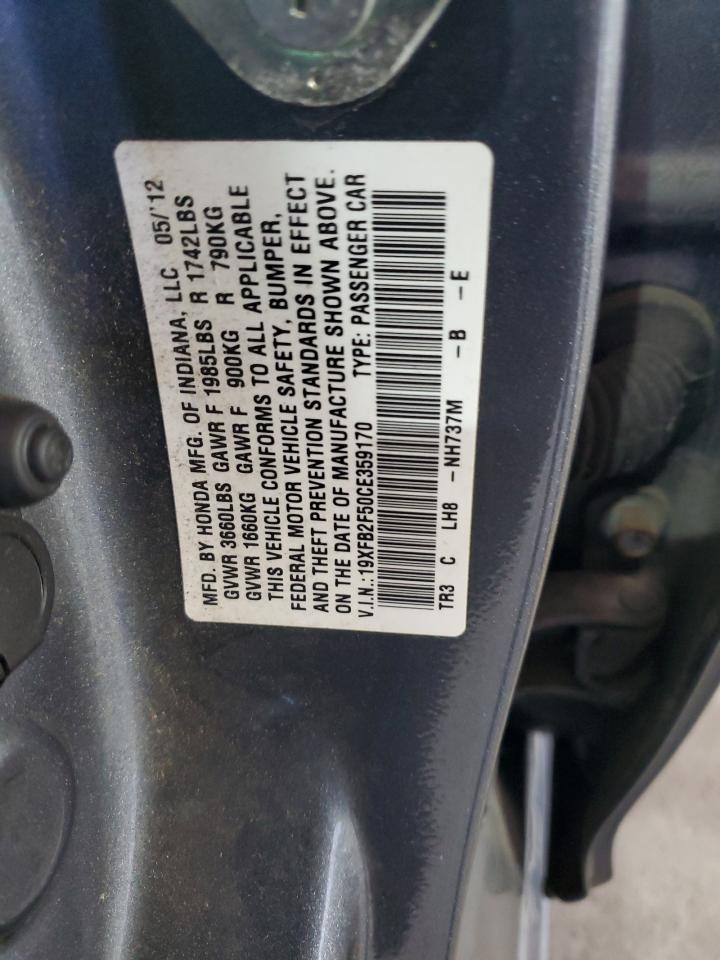 MFD. BY HONDA MFG. OF INDIANA, LLC 05/'12
GVWR 3660LBS GAWR F 1985LBS R 1742LBS
GVWR 1660KG GAWR F 900KG R 790KG
THIS VEHICLE CONFORMS TO ALL APPLICABLE
FEDERAL MOTOR VEHICLE SAFETY, BUMPER,
AND THEFT PREVENTION STANDARDS IN EFFECT
ON THE DATE OF MANUFACTURE SHOWN ABOVE.
V.I.N.:19XFB2F50CE359170 TYPE: PASSENGER CAR
TR3 C LH8 -NH737M -B -E